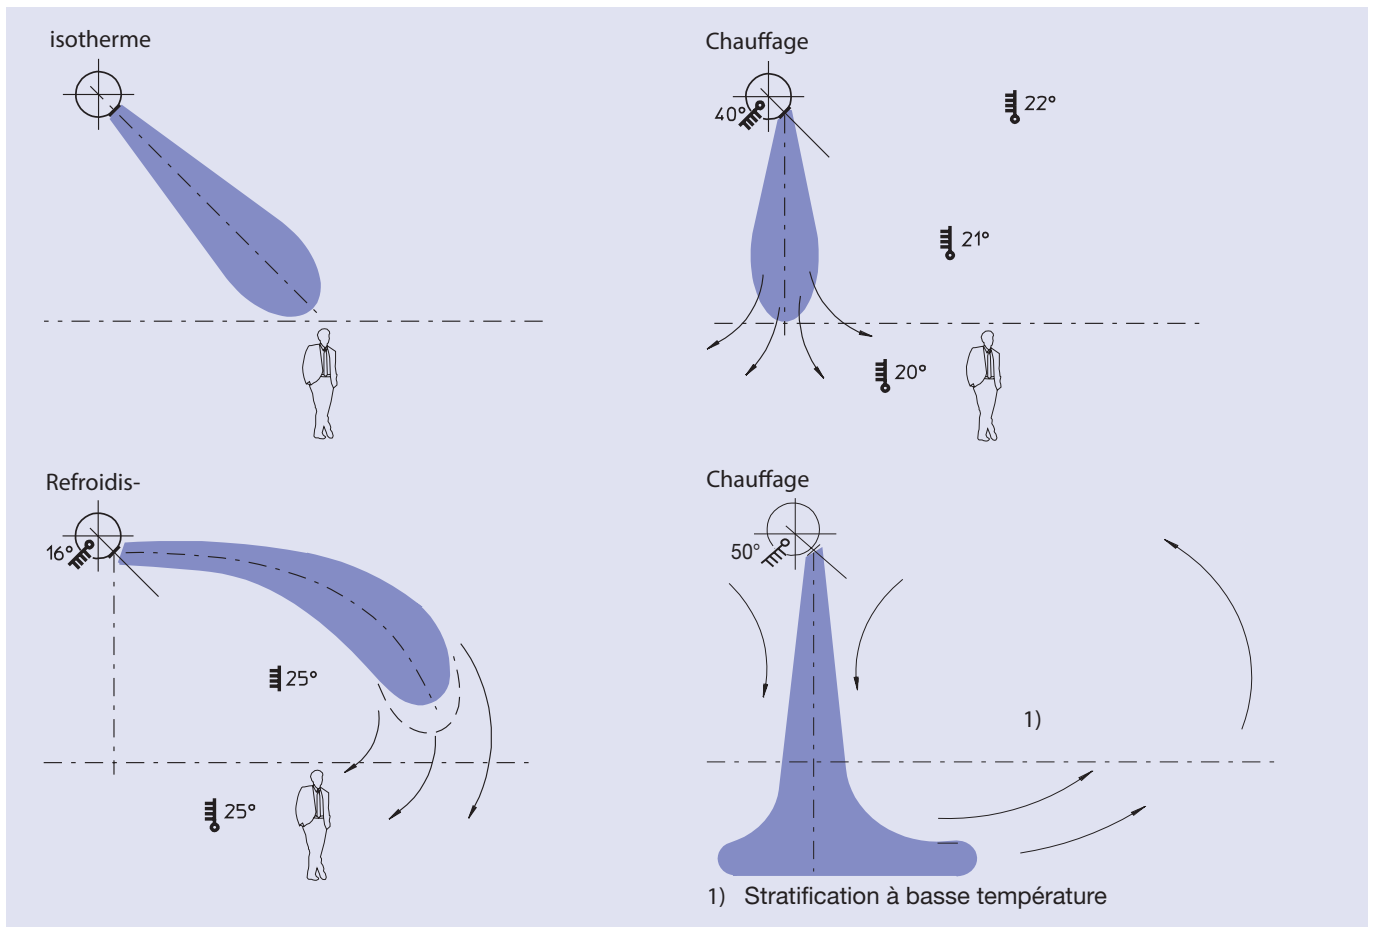 isotherme
Chauffage
40°
22°
21°
20°
Refroidis-
16°
25°
25°
Chauffage
50°
1)
1) Stratification à basse température